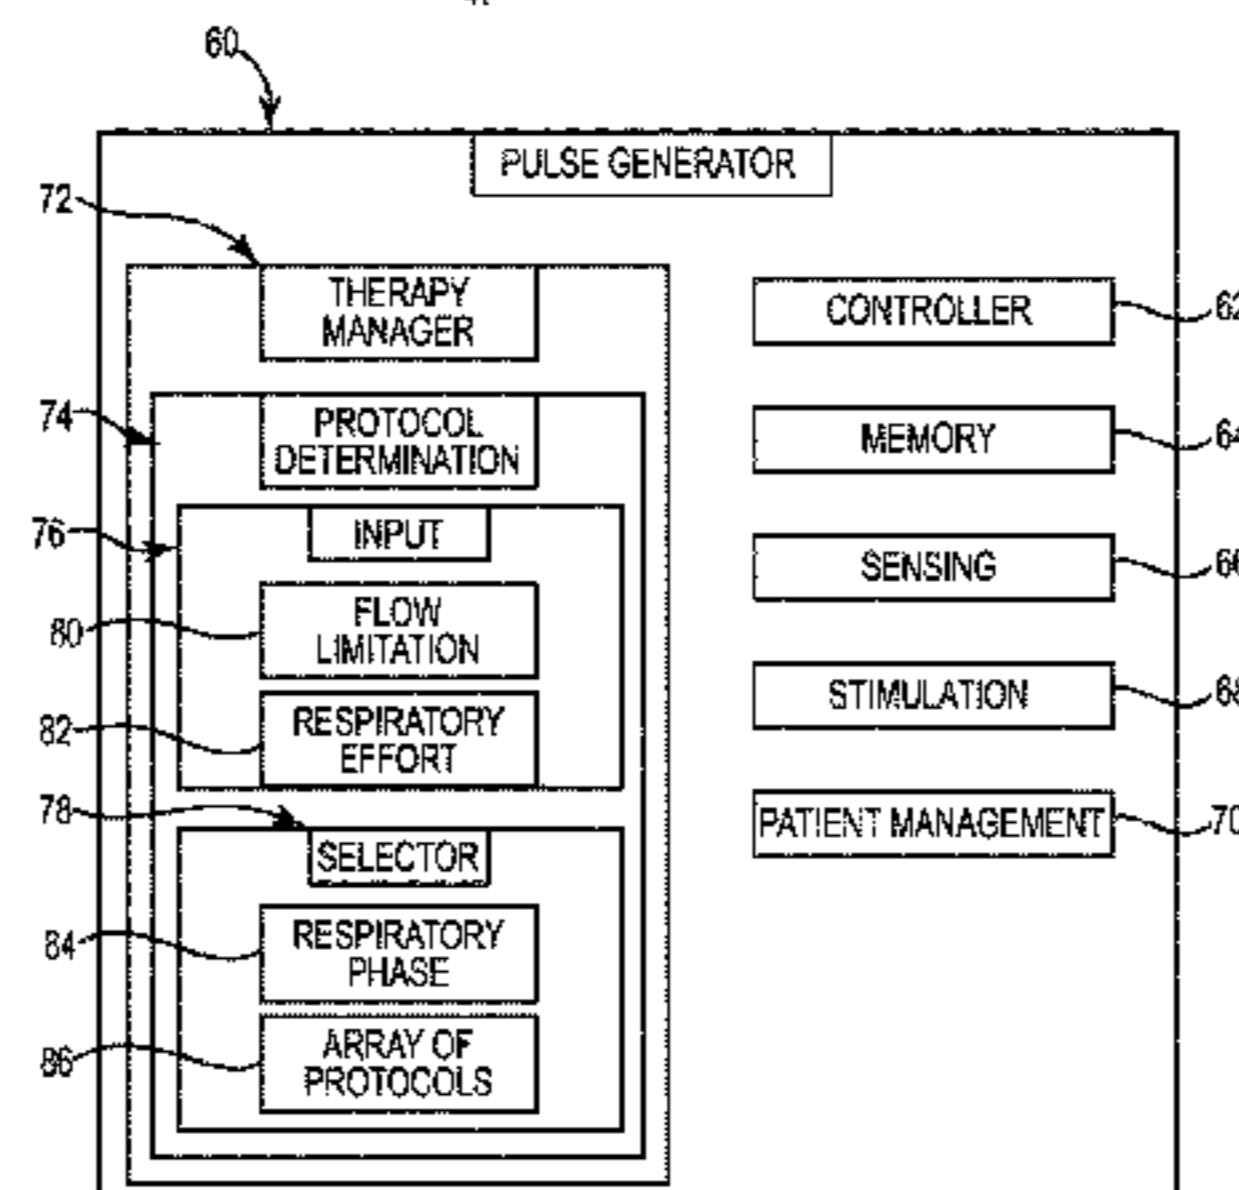 60
PULSE GENERATOR
72
THERAPY
MANAGER
CONTROLLER
74
PROTOCOL
DETERMINATION
MEMORY
76
INPUT
SENSING
80
FLOW
LIMITATION
82
RESPIRATORY
EFFORT
STIMULATION
78
SELECTOR
PATIENT MANAGEMENT
70
84
RESPIRATORY
PHASE
86
ARRAY OF
PROTOCOLS